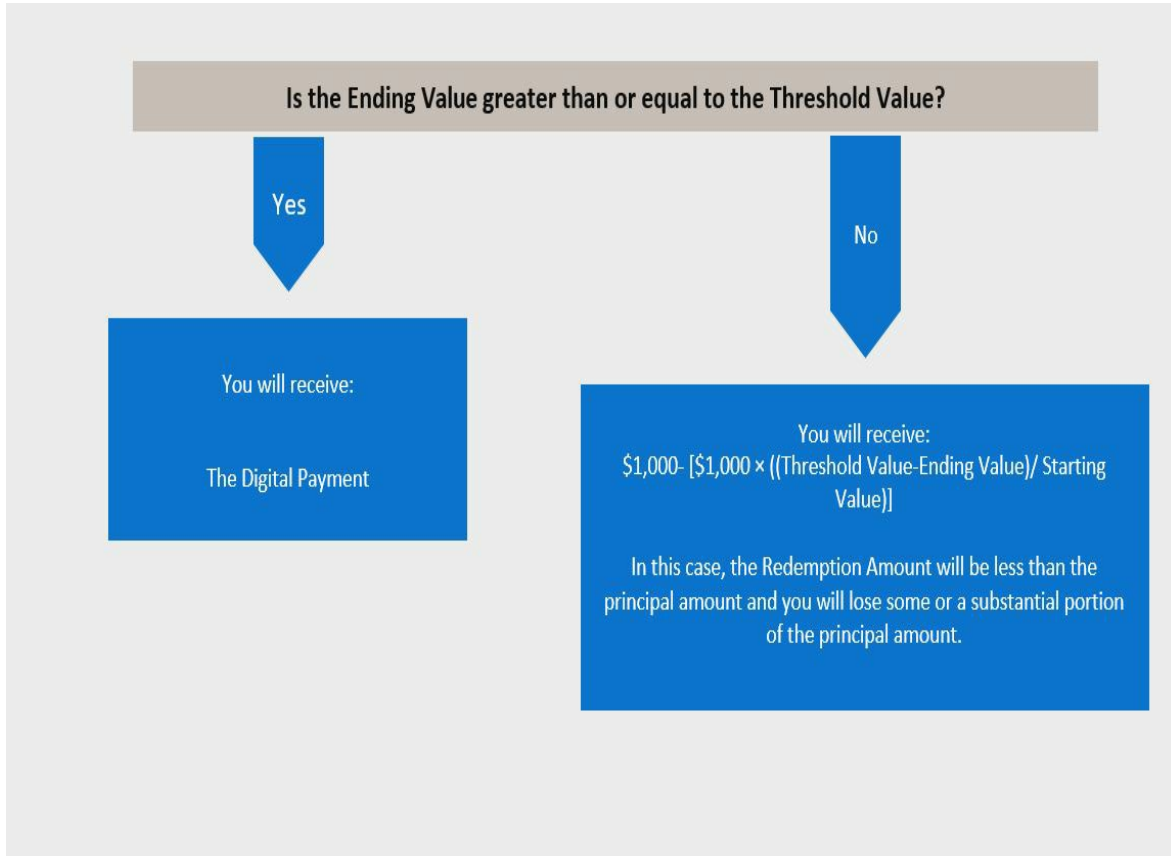 Is the Ending Value greater than or equal to the Threshold Value?
Yes
No
You will receive:
The Digital Payment
You will receive:
$1,000- [$1,000 × ((Threshold Value-Ending Value)/ Starting
Value)]
In this case, the Redemption Amount will be less than the
principal amount and you will lose some or a substantial portion
of the principal amount.